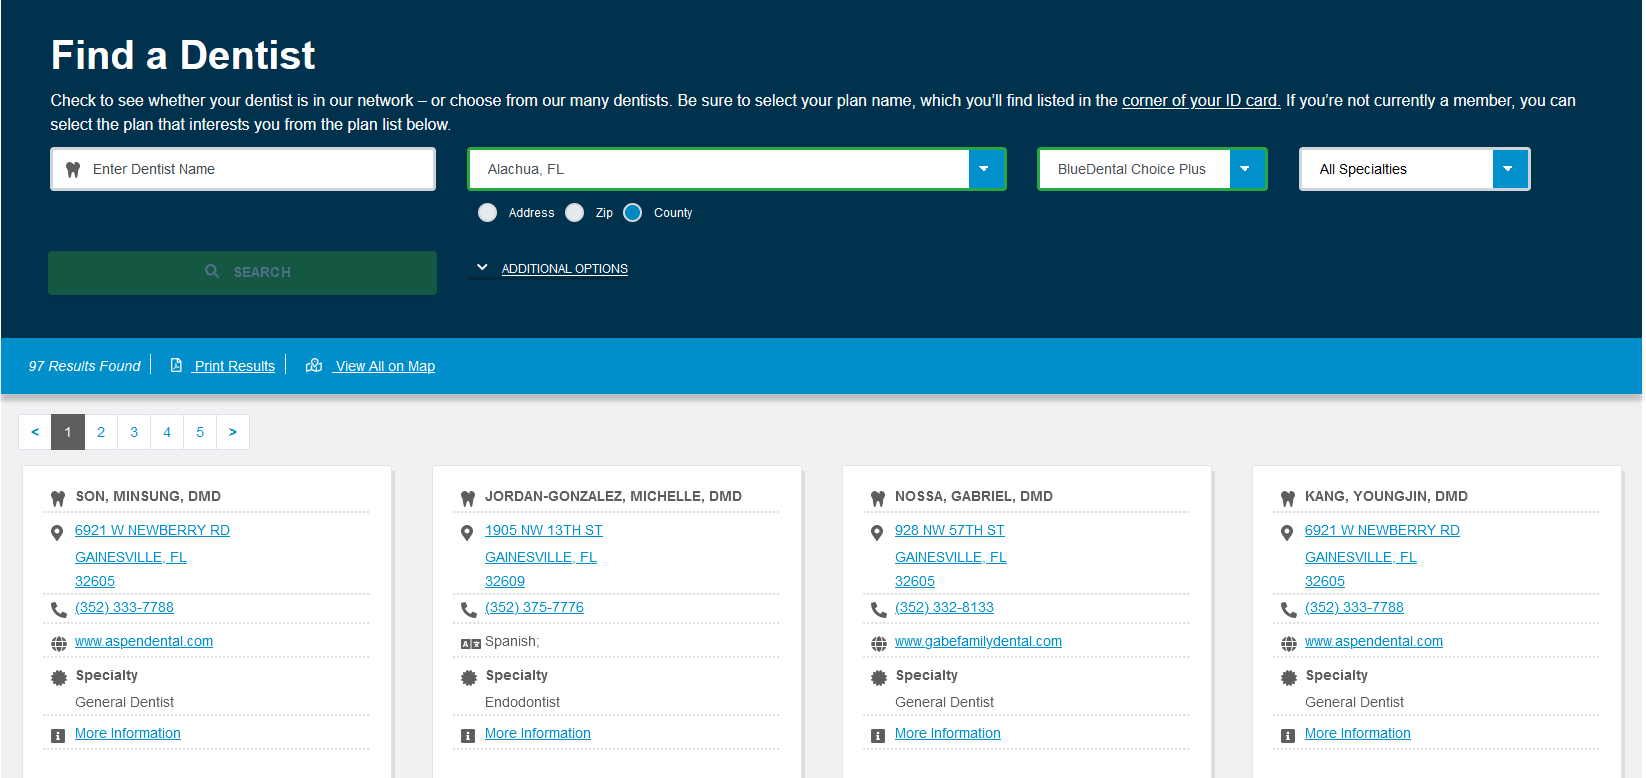 Find a Dentist
Check to see whether your dentist is in our network – or choose from our many dentists. Be sure to select your plan name, which you'll find listed in the corner of your ID card. If you're not currently a member, you can
select the plan that interests you from the plan list below.
Enter Dentist Name
Alachua, FL
BlueDental Choice Plus
All Specialties
Address
Zip
County
SEARCH
ADDITIONAL OPTIONS
97 Results Found
Print Results
View All on Map
< 1 2 3 4 5 >
SON, MINSUNG, DMD
6921 W NEWBERRY RD
GAINESVILLE, FL
32605
(352) 333-7788
www.aspendental.com
Specialty
General Dentist
More Information
JORDAN-GONZALEZ, MICHELLE, DMD
1905 NW 13TH ST
GAINESVILLE, FL
32609
(352) 375-7776
Spanish;
Specialty
Endodontist
More Information
NOSSA, GABRIEL, DMD
928 NW 57TH ST
GAINESVILLE, FL
32605
(352) 332-8133
www.gabefamilydental.com
Specialty
General Dentist
More Information
KANG, YOUNGJIN, DMD
6921 W NEWBERRY RD
GAINESVILLE, FL
32605
(352) 333-7788
www.aspendental.com
Specialty
General Dentist
More Information